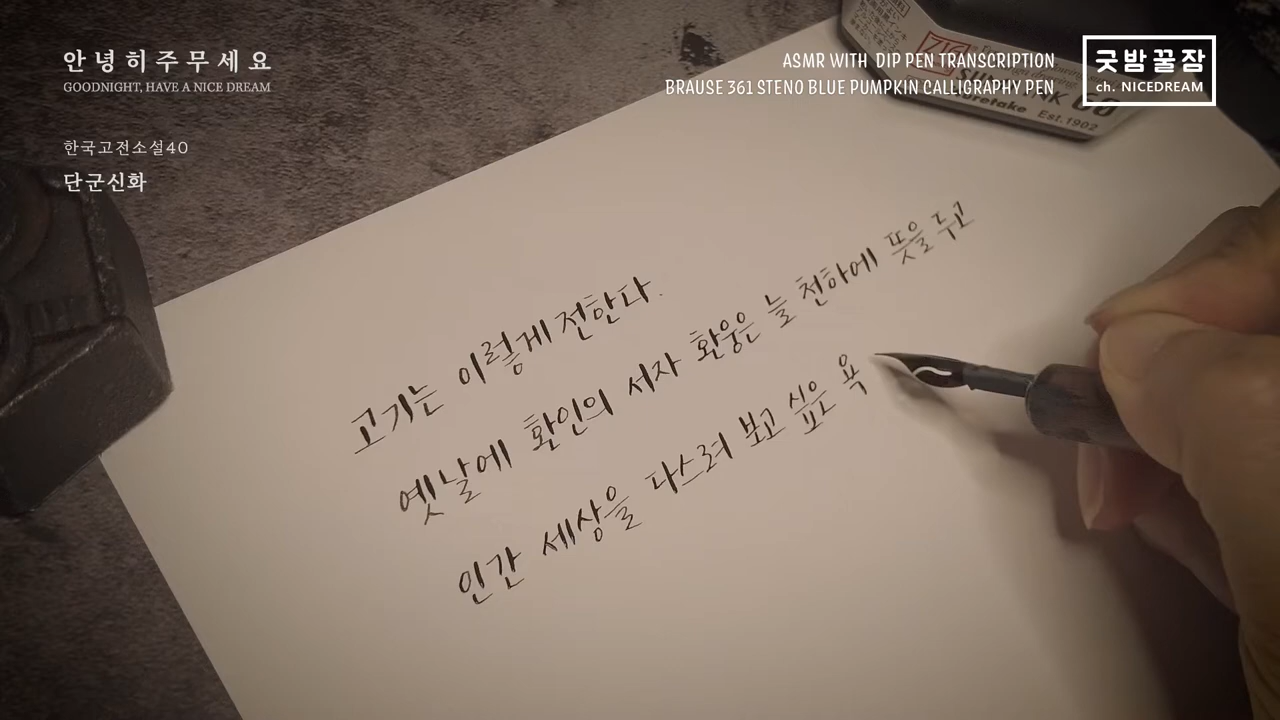 안녕히주무세요
GOODNIGHT, HAVE A NICE DREAM
한국고전소설40
단군신화
ASMR WITH DIP PEN TRANSCRIPTION
BRAUSE 361 STENO BLUE PUMPKIN CALLIGRAPHY PEN
굿밤꿀잠
ch. NICEDREAM
Est.1902
고기는 이렇게 전한다.
옛날에 환인의 서자 환웅은 늘 천하에 뜻을 두고
인간 세상을 다스려 보고 싶은 욕